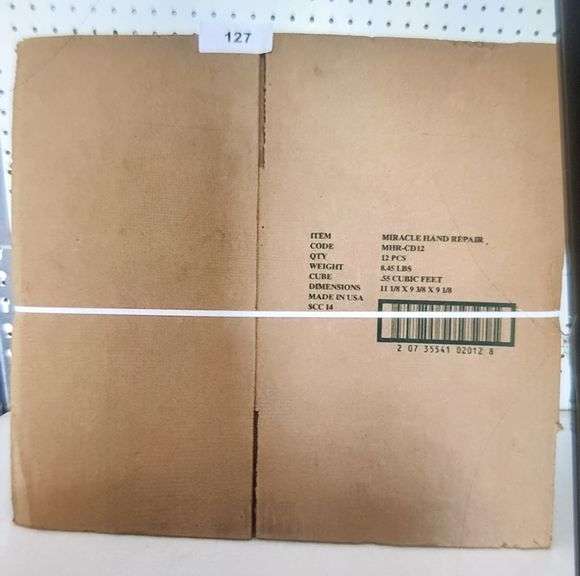 127
ITEM MIRACLE HAND REPAIR
CODE MHR-CD12
QTY 12 PCS
WEIGHT 8.45 LBS
CUBE .55 CUBIC FEET
DIMENSIONS 11 1/8 X 9 3/8 X 9 1/8
MADE IN USA
SCC 14
2 07 35541 02012 8